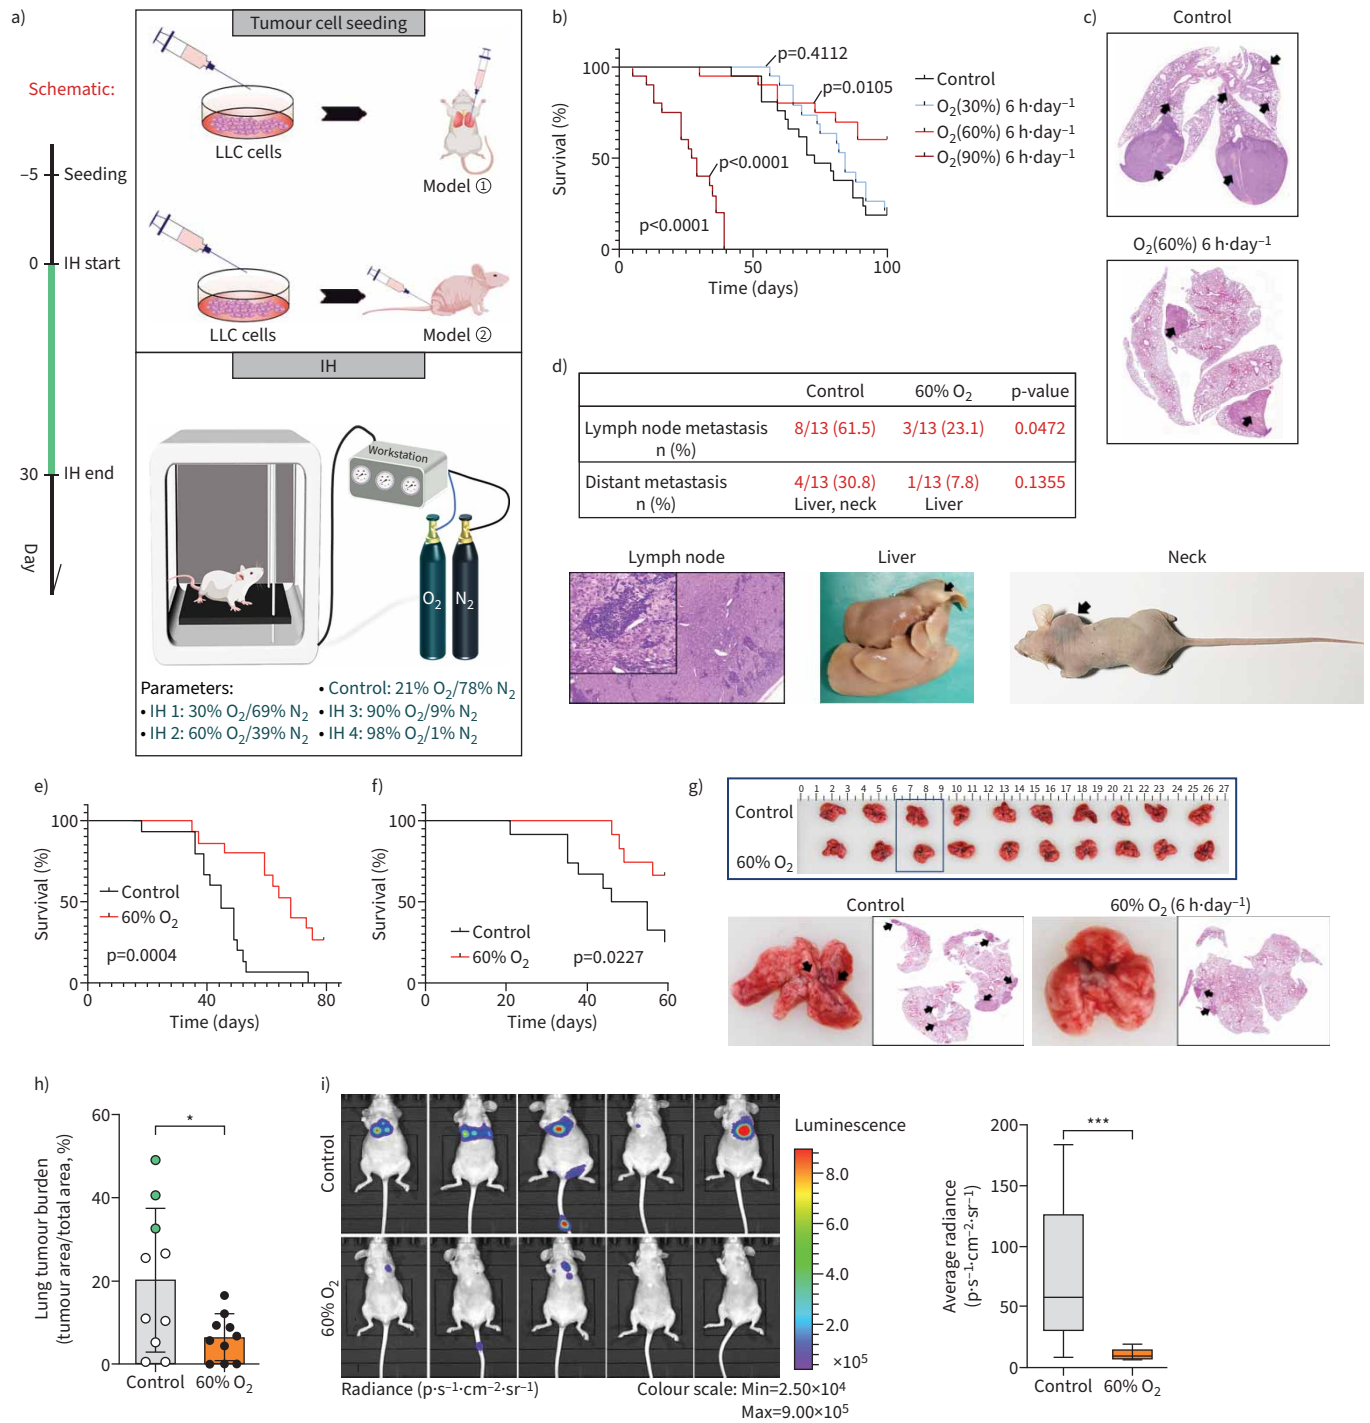 a)
Schematic:
–5
Seeding
0
IH start
30
IH end
Day
Tumour cell seeding
LLC cells
Model ①
LLC cells
Model ②
IH
Workstation
O₂
N₂
Parameters:
• Control: 21% O₂/78% N₂
• IH 1: 30% O₂/69% N₂
• IH 3: 90% O₂/9% N₂
• IH 2: 60% O₂/39% N₂
• IH 4: 98% O₂/1% N₂
b)
Survival (%)
100
50
0
0
50
100
Time (days)
p=0.4112
p=0.0105
p<0.0001
p<0.0001
Control
O₂(30%) 6 h·day⁻¹
O₂(60%) 6 h·day⁻¹
O₂(90%) 6 h·day⁻¹
c)
Control
O₂(60%) 6 h·day⁻¹
d)
Control 60% O₂ p-value
Lymph node metastasis 8/13 (61.5) 3/13 (23.1) 0.0472
n (%)
Distant metastasis 4/13 (30.8) 1/13 (7.8) 0.1355
n (%) Liver, neck Liver
Lymph node
Liver
Neck
e)
Survival (%)
100
50
0
0
40
80
Time (days)
Control
60% O₂
p=0.0004
f)
Survival (%)
100
50
0
0
20
40
60
Time (days)
Control
60% O₂
p=0.0227
g)
0 1 2 3 4 5 6 7 8 9 10 11 12 13 14 15 16 17 18 19 20 21 22 23 24 25 26 27
Control
60% O₂
Control
60% O₂ (6 h·day⁻¹)
h)
Lung tumour burden
(tumour area/total area, %)
60
40
20
0
*
Control
60% O₂
i)
Control
60% O₂
Luminescence
8.0
6.0
4.0
2.0
×10⁵
Radiance (p·s⁻¹·cm⁻²·sr⁻¹)
Colour scale: Min=2.50×10⁴
Max=9.00×10⁵
Average radiance
(p·s⁻¹·cm⁻²·sr⁻¹)
200
150
100
50
0
***
Control
60% O₂